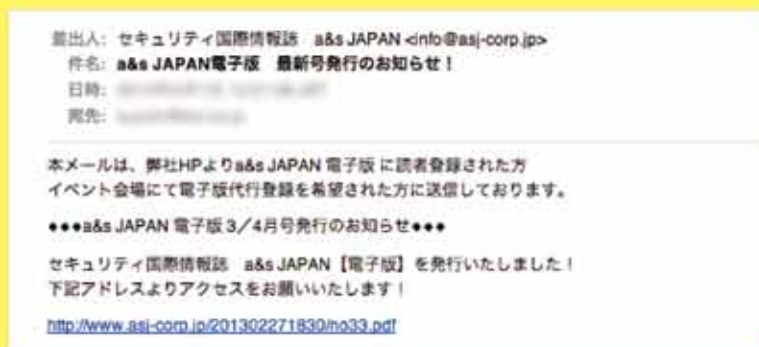 差出人: セキュリティ国際情報誌 a&s JAPAN <info@asj-corp.jp>
件名: a&s JAPAN電子版 最新号発行のお知らせ！
日時:
宛先:
本メールは、弊社HPよりa&s JAPAN 電子版 に読者登録された方
イベント会場にて電子版代行登録を希望された方に送信しております。
●●●a&s JAPAN 電子版 3／4月号発行のお知らせ●●●
セキュリティ国際情報誌 a&s JAPAN【電子版】を発行いたしました！
下記アドレスよりアクセスをお願いいたします！
http://www.asj-corp.jp/201302271830/no33.pdf